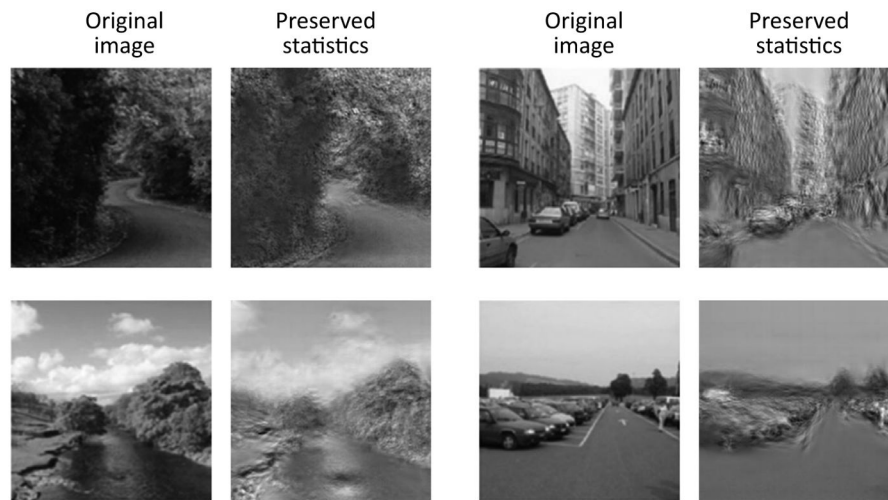 Original
image
Preserved
statistics
Original
image
Preserved
statistics